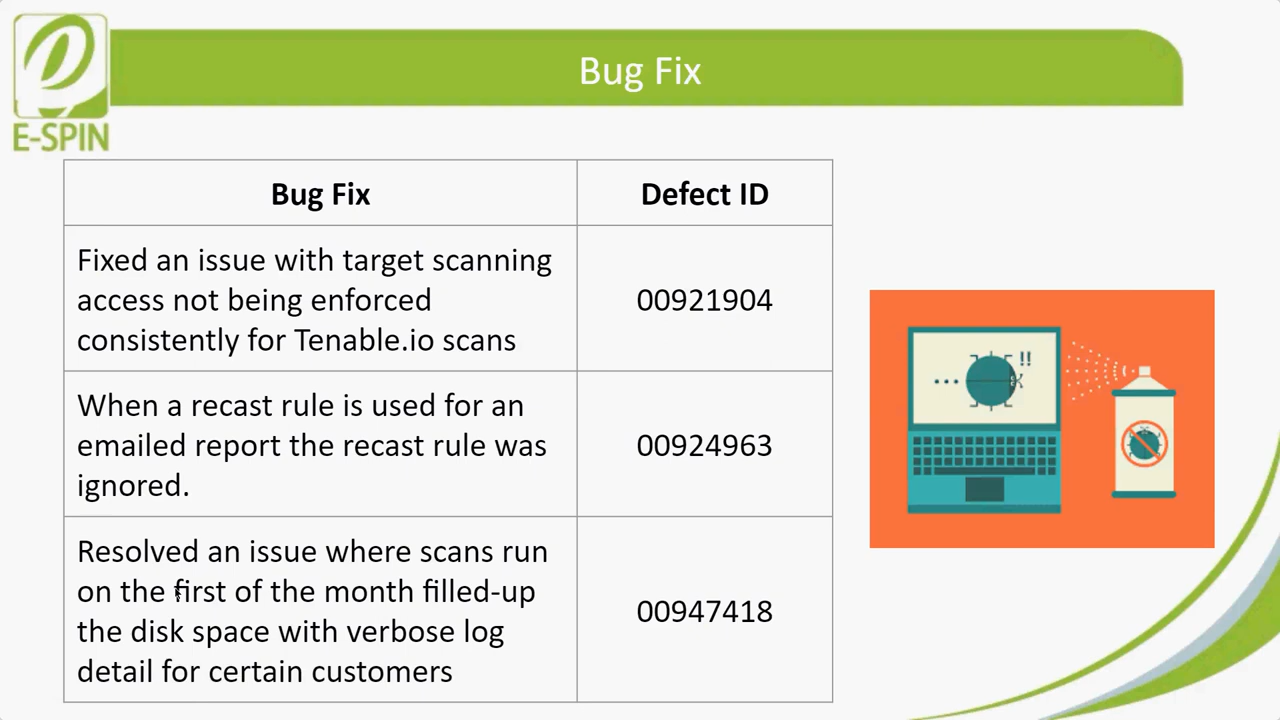 Bug Fix
E-SPIN
Bug Fix
Defect ID
Fixed an issue with target scanning
access not being enforced
consistently for Tenable.io scans
00921904
When a recast rule is used for an
emailed report the recast rule was
ignored.
00924963
Resolved an issue where scans run
on the first of the month filled-up
the disk space with verbose log
detail for certain customers
00947418
!!